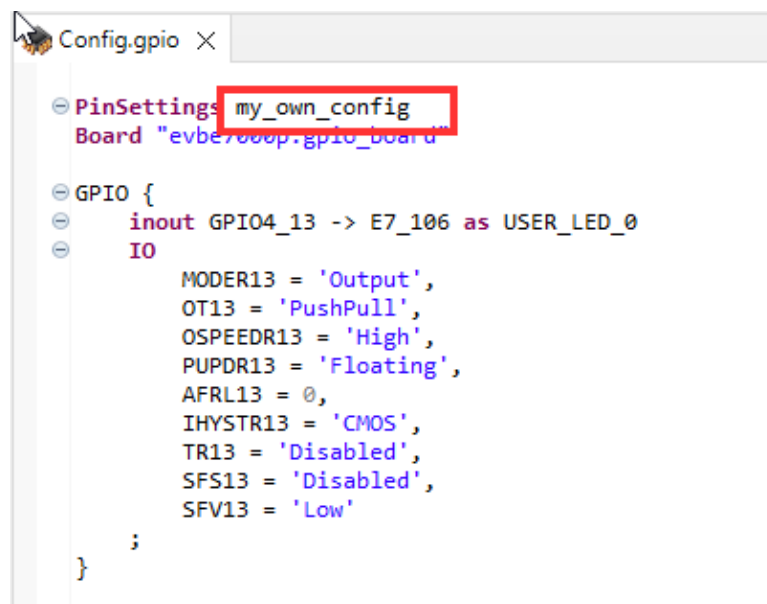 Config.gpio
PinSettings my_own_config
Board "evbe7000p.gpio_board"
GPIO {
inout GPIO4_13 -> E7_106 as USER_LED_0
IO
MODER13 = 'Output',
OT13 = 'PushPull',
OSPEEDR13 = 'High',
PUPDR13 = 'Floating',
AFRL13 = 0,
IHYSTR13 = 'CMOS',
TR13 = 'Disabled',
SFS13 = 'Disabled',
SFV13 = 'Low'
;
}